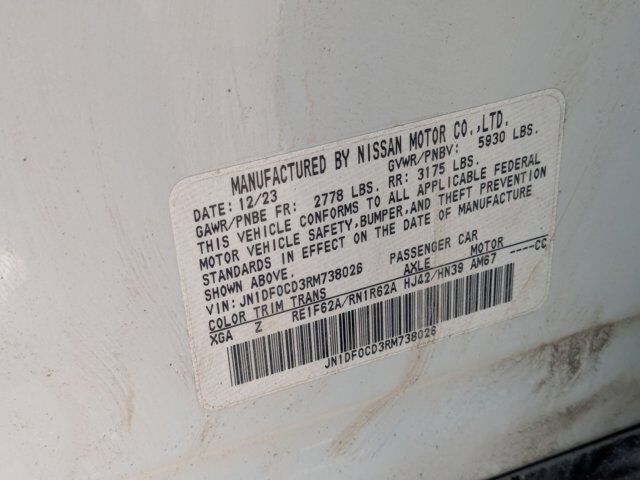 MANUFACTURED BY NISSAN MOTOR CO.,LTD.
DATE: 12/23 GVWR/PNBV: 5930 LBS.
GAWR/PNBE FR: 2778 LBS. RR: 3175 LBS.
THIS VEHICLE CONFORMS TO ALL APPLICABLE FEDERAL
MOTOR VEHICLE SAFETY,BUMPER,AND THEFT PREVENTION
STANDARDS IN EFFECT ON THE DATE OF MANUFACTURE
SHOWN ABOVE.
VIN: JN1DF0CD3RM738026 PASSENGER CAR
COLOR TRIM TRANS AXLE MOTOR
XGA Z RE1F62A/RN1R62A HJ42/HN39 AM67 ----CC
JN1DF0CD3RM738026